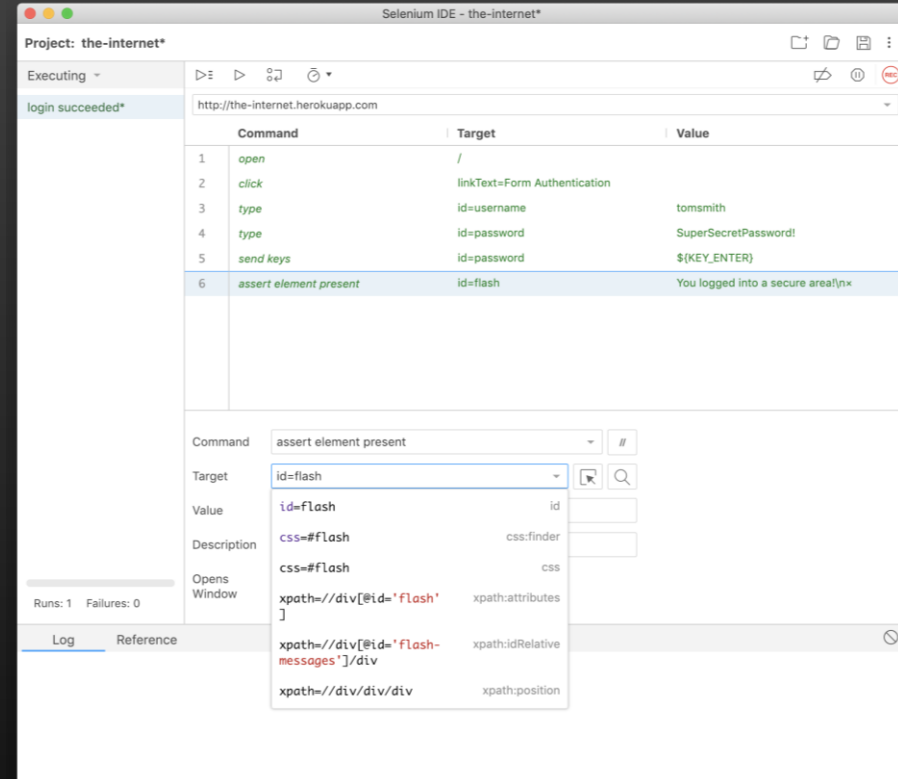 Selenium IDE - the-internet*
Project: the-internet*
Executing
REC
login succeeded*
http://the-internet.herokuapp.com
Command Target Value
1 open /
2 click linkText=Form Authentication
3 type id=username tomsmith
4 type id=password SuperSecretPassword!
5 send keys id=password ${KEY_ENTER}
6 assert element present id=flash You logged into a secure area!\n×
Command assert element present //
Target id=flash
Value
Description
Opens
Window
id=flash id
css=#flash css:finder
css=#flash css
xpath=//div[@id='flash' xpath:attributes
]
xpath=//div[@id='flash- xpath:idRelative
messages']/div
xpath=//div/div/div xpath:position
Runs: 1 Failures: 0
Log Reference